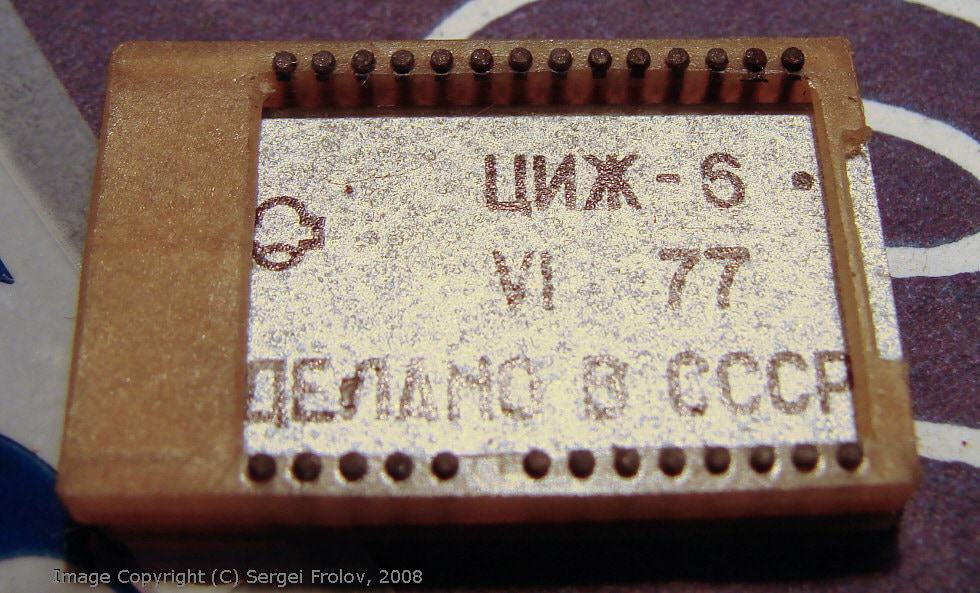 ЦИЖ-6
VI 77
ДЕЛАНО В СССР
Image Copyright (C) Sergei Frolov, 2008